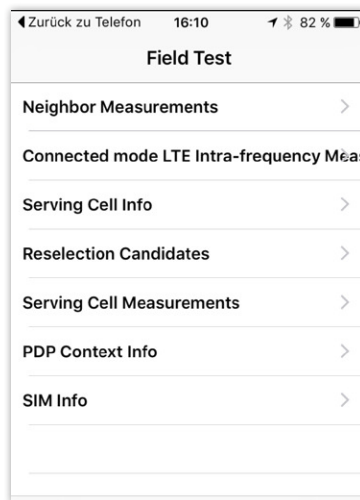 Zurück zu Telefon 16:10 82 %
Field Test
Neighbor Measurements
Connected mode LTE Intra-frequency Meas
Serving Cell Info
Reselection Candidates
Serving Cell Measurements
PDP Context Info
SIM Info